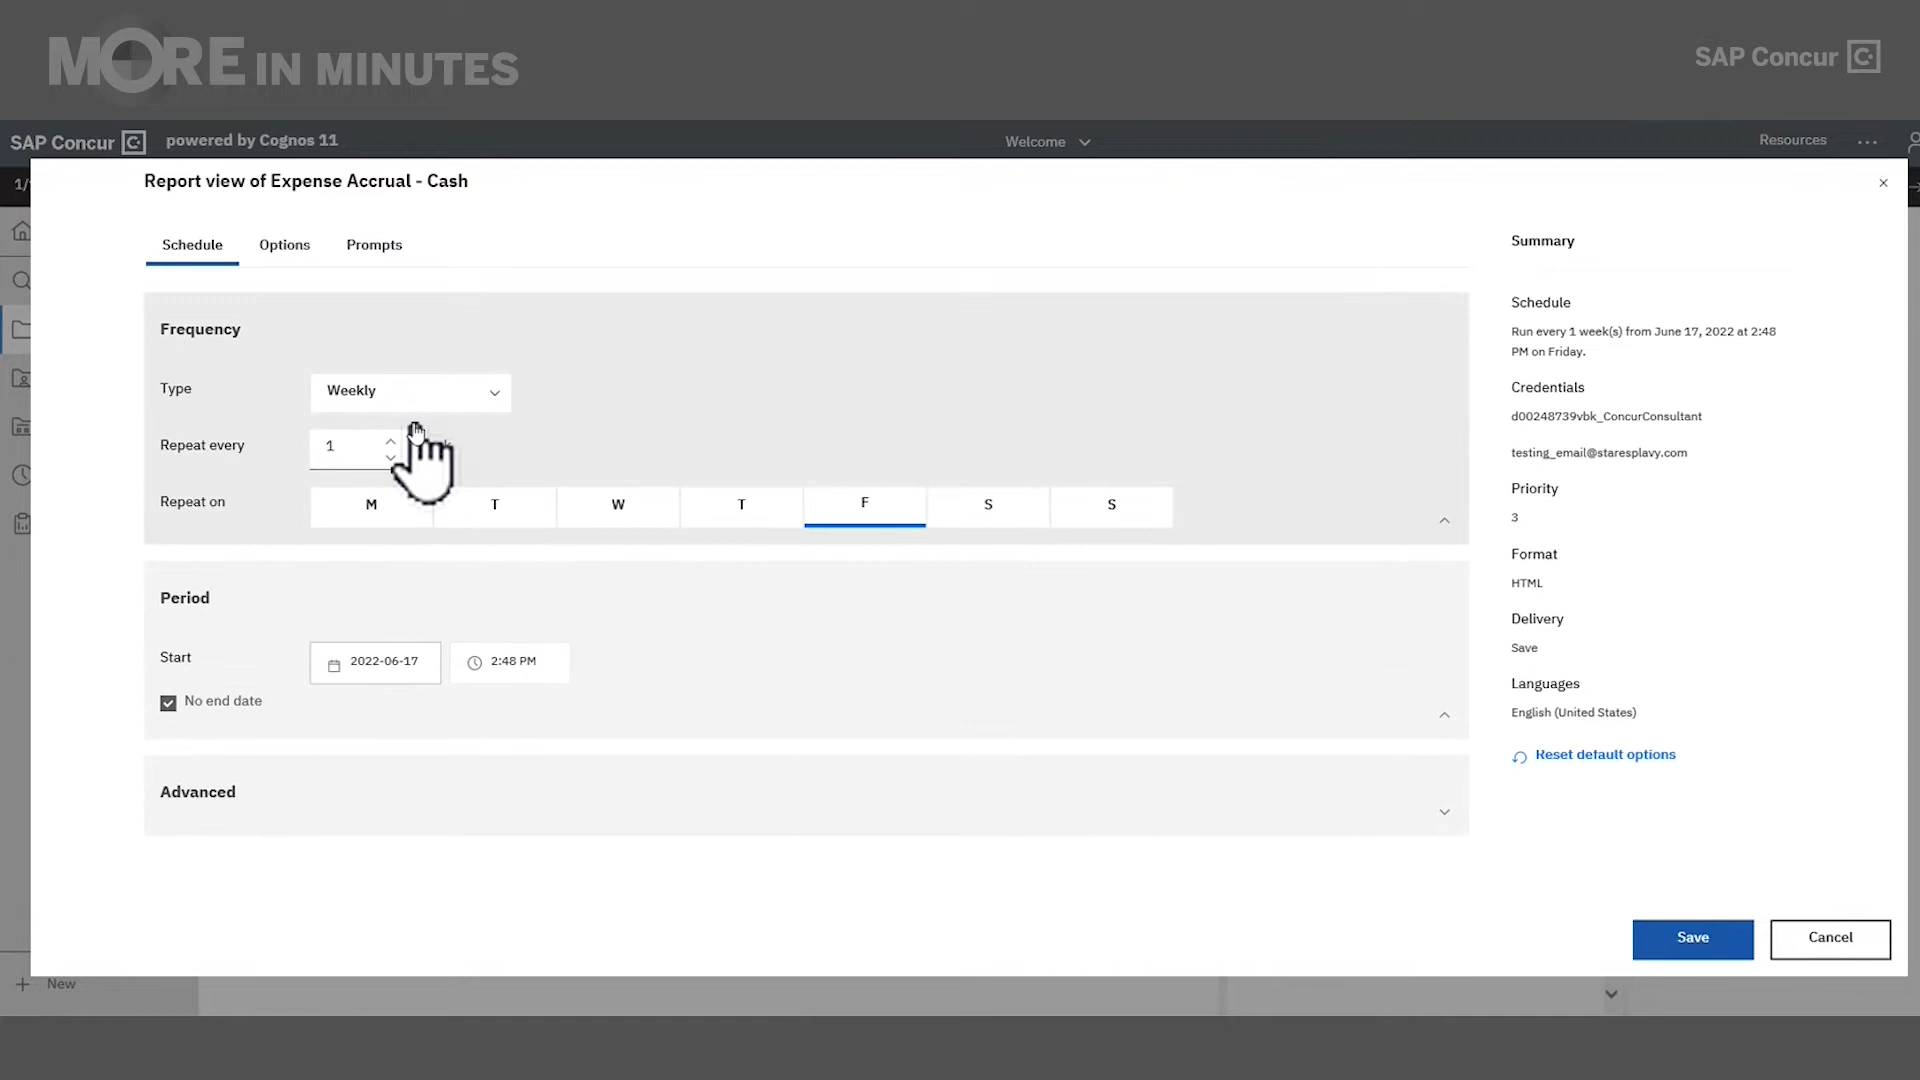 MORE IN MINUTES
SAP Concur C.
SAP Concur C. powered by Cognos 11
Welcome
Resources ...
1/
Report view of Expense Accrual - Cash
Schedule Options Prompts
Frequency
Type Weekly
Repeat every 1
Repeat on M T W T F S S
Period
Start 2022-06-17 2:48 PM
No end date
Advanced
Summary
Schedule
Run every 1 week(s) from June 17, 2022 at 2:48
PM on Friday.
Credentials
d00248739vbk_ConcurConsultant
testing_email@staresplavy.com
Priority
3
Format
HTML
Delivery
Save
Languages
English (United States)
Reset default options
Save Cancel
New